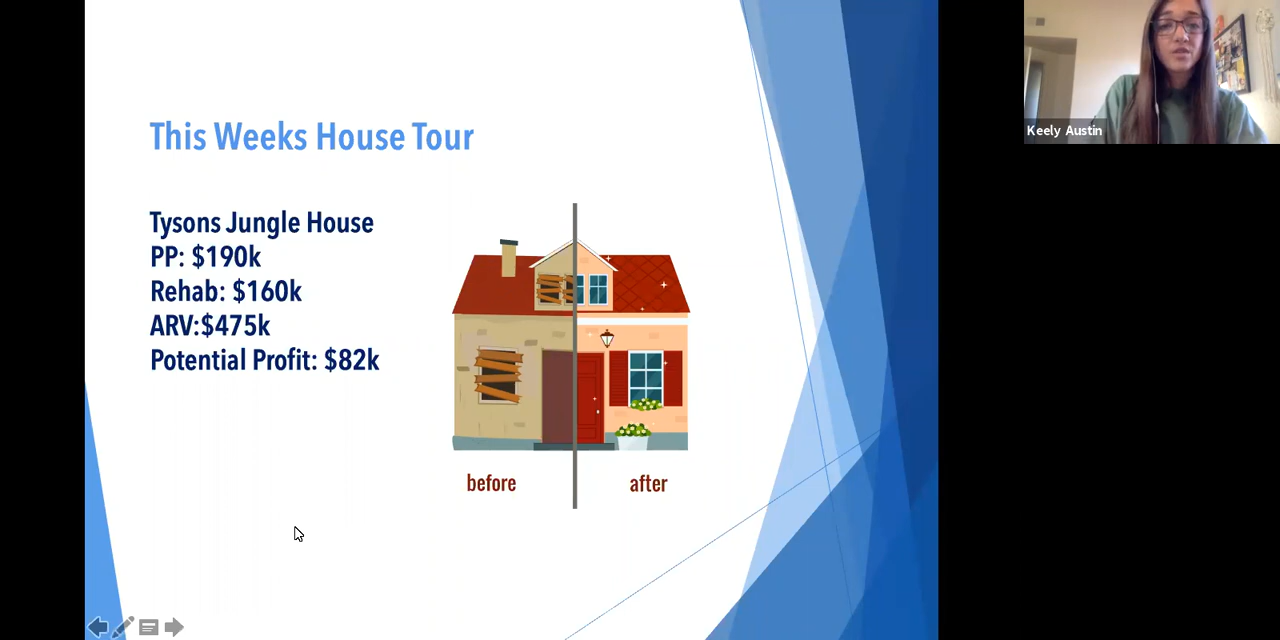 This Weeks House Tour
Tysons Jungle House
PP: $190k
Rehab: $160k
ARV:$475k
Potential Profit: $82k
before
after
Keely Austin